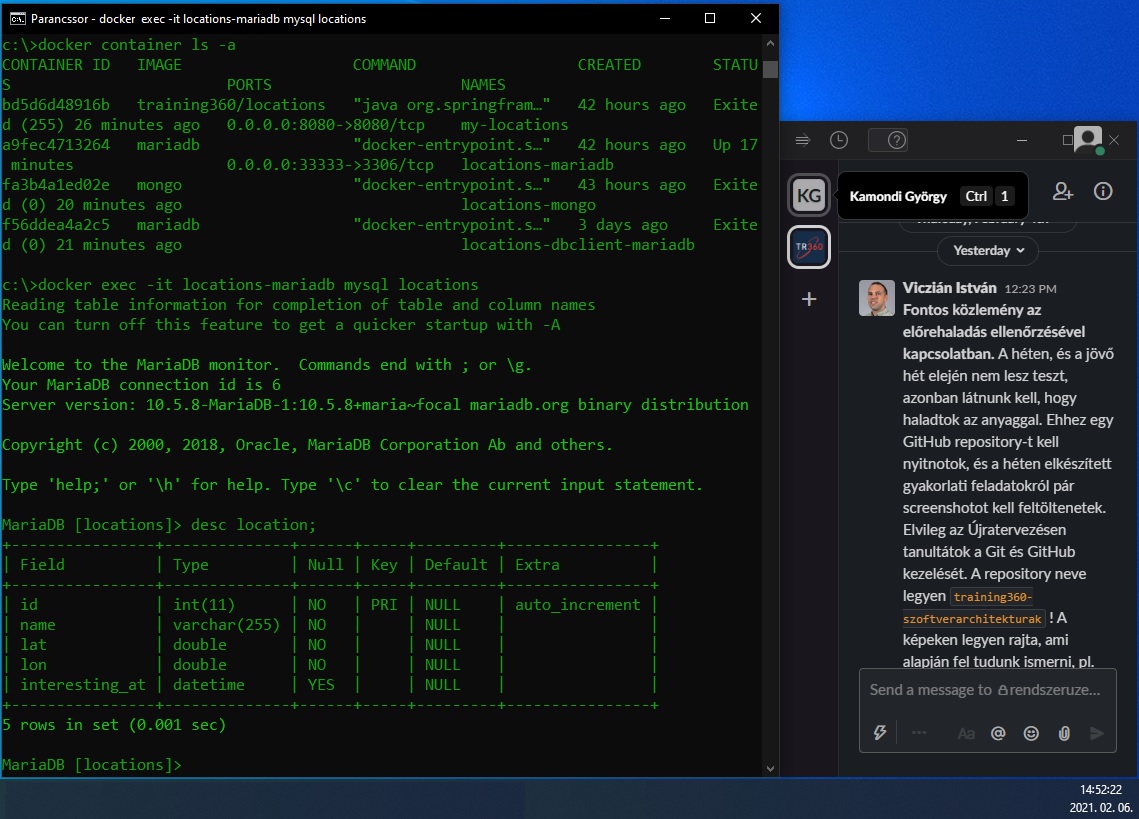 Parancssor - docker exec -it locations-mariadb mysql locations
c:\>docker container ls -a
CONTAINER ID   IMAGE                   COMMAND                  CREATED         STATU
S                        PORTS                     NAMES
bd5d6d48916b   training360/locations   "java org.springfram…"   42 hours ago   Exite
d (255) 26 minutes ago   0.0.0.0:8080->8080/tcp    my-locations
a9fec4713264   mariadb                 "docker-entrypoint.s…"   42 hours ago   Up 17
 minutes                 0.0.0.0:33333->3306/tcp   locations-mariadb
fa3b4a1ed02e   mongo                   "docker-entrypoint.s…"   43 hours ago   Exite
d (0) 20 minutes ago                               locations-mongo
f56ddea4a2c5   mariadb                 "docker-entrypoint.s…"   3 days ago     Exite
d (0) 21 minutes ago                               locations-dbclient-mariadb
c:\>docker exec -it locations-mariadb mysql locations
Reading table information for completion of table and column names
You can turn off this feature to get a quicker startup with -A
Welcome to the MariaDB monitor.  Commands end with ; or \g.
Your MariaDB connection id is 6
Server version: 10.5.8-MariaDB-1:10.5.8+maria~focal mariadb.org binary distribution
Copyright (c) 2000, 2018, Oracle, MariaDB Corporation Ab and others.
Type 'help;' or '\h' for help. Type '\c' to clear the current input statement.
MariaDB [locations]> desc location;
+----------------+--------------+------+-----+---------+----------------+
| Field          | Type         | Null | Key | Default | Extra          |
+----------------+--------------+------+-----+---------+----------------+
| id             | int(11)      | NO   | PRI | NULL    | auto_increment |
| name           | varchar(255) | NO   |     | NULL    |                |
| lat            | double       | NO   |     | NULL    |                |
| lon            | double       | NO   |     | NULL    |                |
| interesting_at | datetime     | YES  |     | NULL    |                |
+----------------+--------------+------+-----+---------+----------------+
5 rows in set (0.001 sec)
MariaDB [locations]>
KG
Kamondi György Ctrl 1
TR360
Yesterday
Viczián István 12:23 PM
Fontos közlemény az
előrehaladás ellenőrzésével
kapcsolatban. A héten, és a jövő
hét elején nem lesz teszt,
azonban látnunk kell, hogy
haladtok az anyaggal. Ehhez egy
GitHub repository-t kell
nyitnotok, és a héten elkészített
gyakorlati feladatokról pár
screenshotot kell feltöltenetek.
Elvileg az Újratervezésen
tanultátok a Git és GitHub
kezelését. A repository neve
legyen training360-
szoftverarchitekturak ! A
képeken legyen rajta, ami
alapján fel tudunk ismerni, pl.
Send a message to rendszeruze...
Aa
14:52:22
2021. 02. 06.